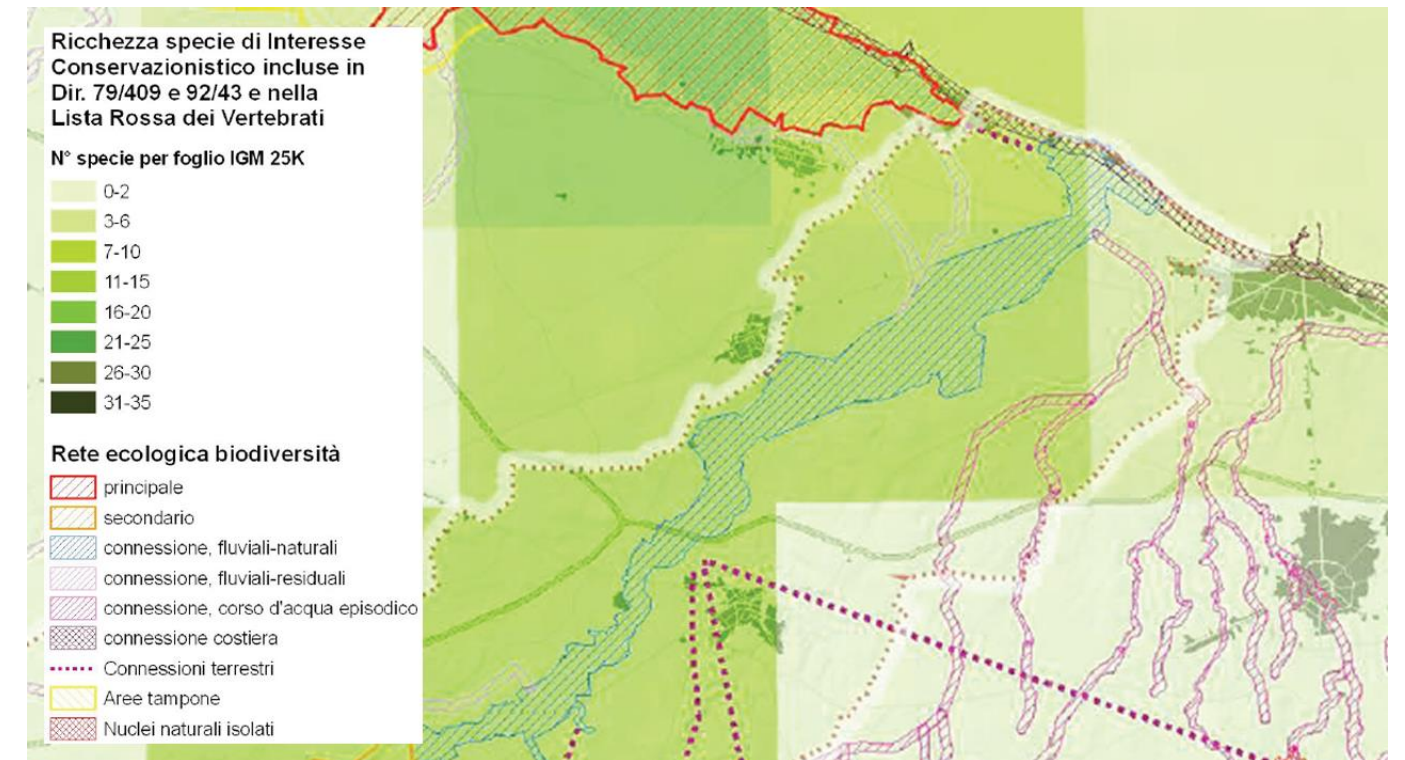 Ricchezza specie di Interesse
Conservazionistico incluse in
Dir. 79/409 e 92/43 e nella
Lista Rossa dei Vertebrati
N° specie per foglio IGM 25K
0-2
3-6
7-10
11-15
16-20
21-25
26-30
31-35
Rete ecologica biodiversità
principale
secondario
connessione, fluviali-naturali
connessione, fluviali-residuali
connessione, corso d'acqua episodico
connessione costiera
Connessioni terrestri
Aree tampone
Nuclei naturali isolati